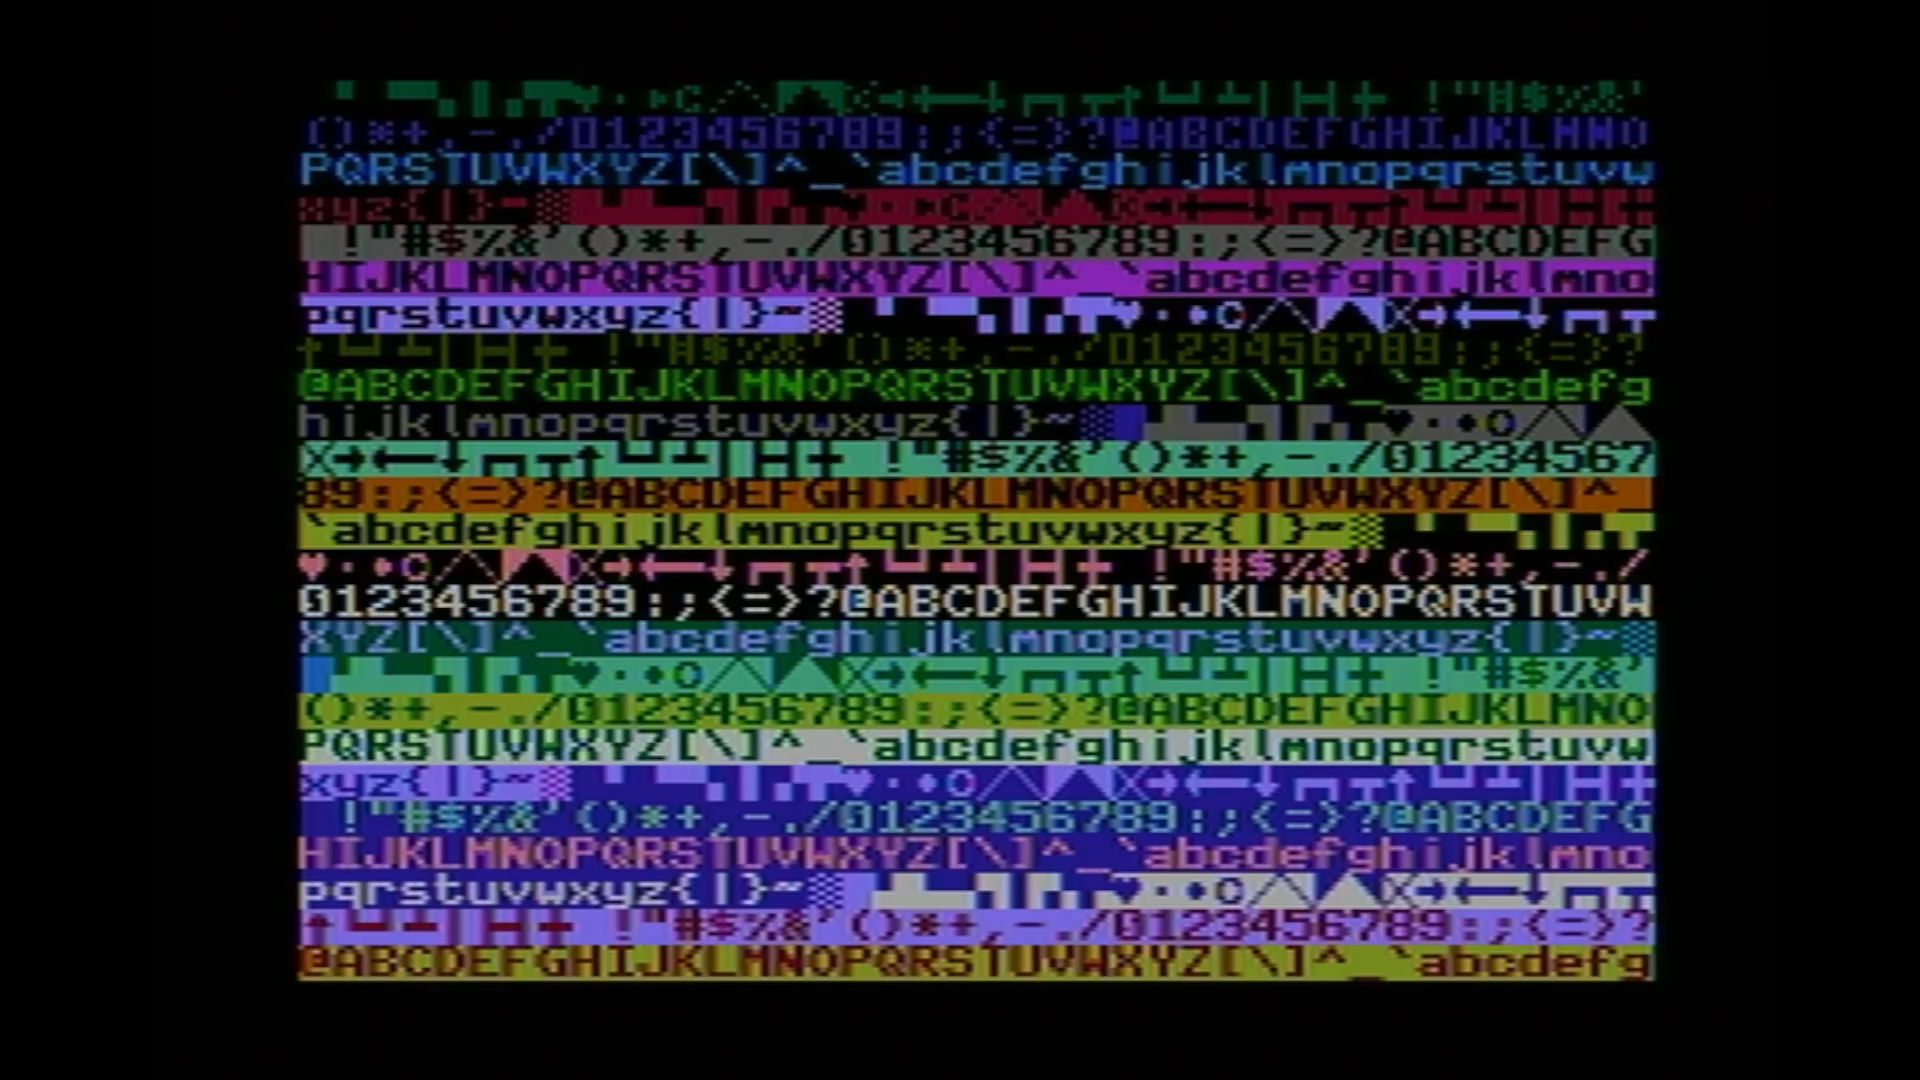 !"#$%&'
()*+,-./0123456789:;<=>?@ABCDEFGHIJKLMNO
PQRSTUVWXYZ[\]^_`abcdefghijklmnopqrstuvw
xyz{|}~
!"#$%&'()*+,-./0123456789:;<=>?@ABCDEFG
HIJKLMNOPQRSTUVWXYZ[\]^_`abcdefghijklmno
pqrstuvwxyz{|}~
!"#$%&'()*+,-./0123456789:;<=>?
@ABCDEFGHIJKLMNOPQRSTUVWXYZ[\]^_`abcdefg
hijklmnopqrstuvwxyz{|}~
!"#$%&'()*+,-./01234567
89:;<=>?@ABCDEFGHIJKLMNOPQRSTUVWXYZ[\]^_
`abcdefghijklmnopqrstuvwxyz{|}~
!"#$%&'()*+,-./
0123456789:;<=>?@ABCDEFGHIJKLMNOPQRSTUVW
XYZ[\]^_`abcdefghijklmnopqrstuvwxyz{|}~
!"#$%&'
()*+,-./0123456789:;<=>?@ABCDEFGHIJKLMNO
PQRSTUVWXYZ[\]^_`abcdefghijklmnopqrstuvw
xyz{|}~
!"#$%&'()*+,-./0123456789:;<=>?@ABCDEFG
HIJKLMNOPQRSTUVWXYZ[\]^_`abcdefghijklmno
pqrstuvwxyz{|}~
!"#$%&'()*+,-./0123456789:;<=>?
@ABCDEFGHIJKLMNOPQRSTUVWXYZ[\]^_`abcdefg